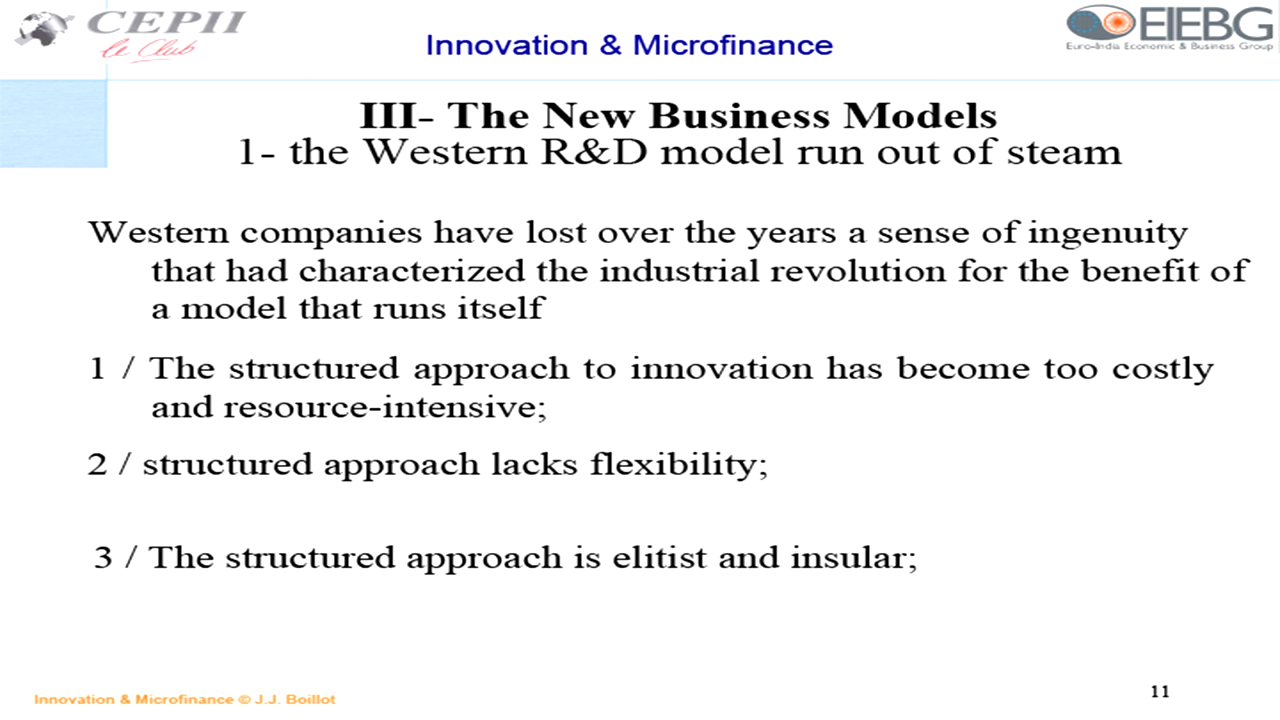 CEPII
le Club
Innovation & Microfinance
EIEBG
Euro-India Economic & Business Group
III- The New Business Models
1- the Western R&D model run out of steam
Western companies have lost over the years a sense of ingenuity
that had characterized the industrial revolution for the benefit of
a model that runs itself
1 / The structured approach to innovation has become too costly
and resource-intensive;
2 / structured approach lacks flexibility;
3 / The structured approach is elitist and insular;
Innovation & Microfinance © J.J. Boillot
11